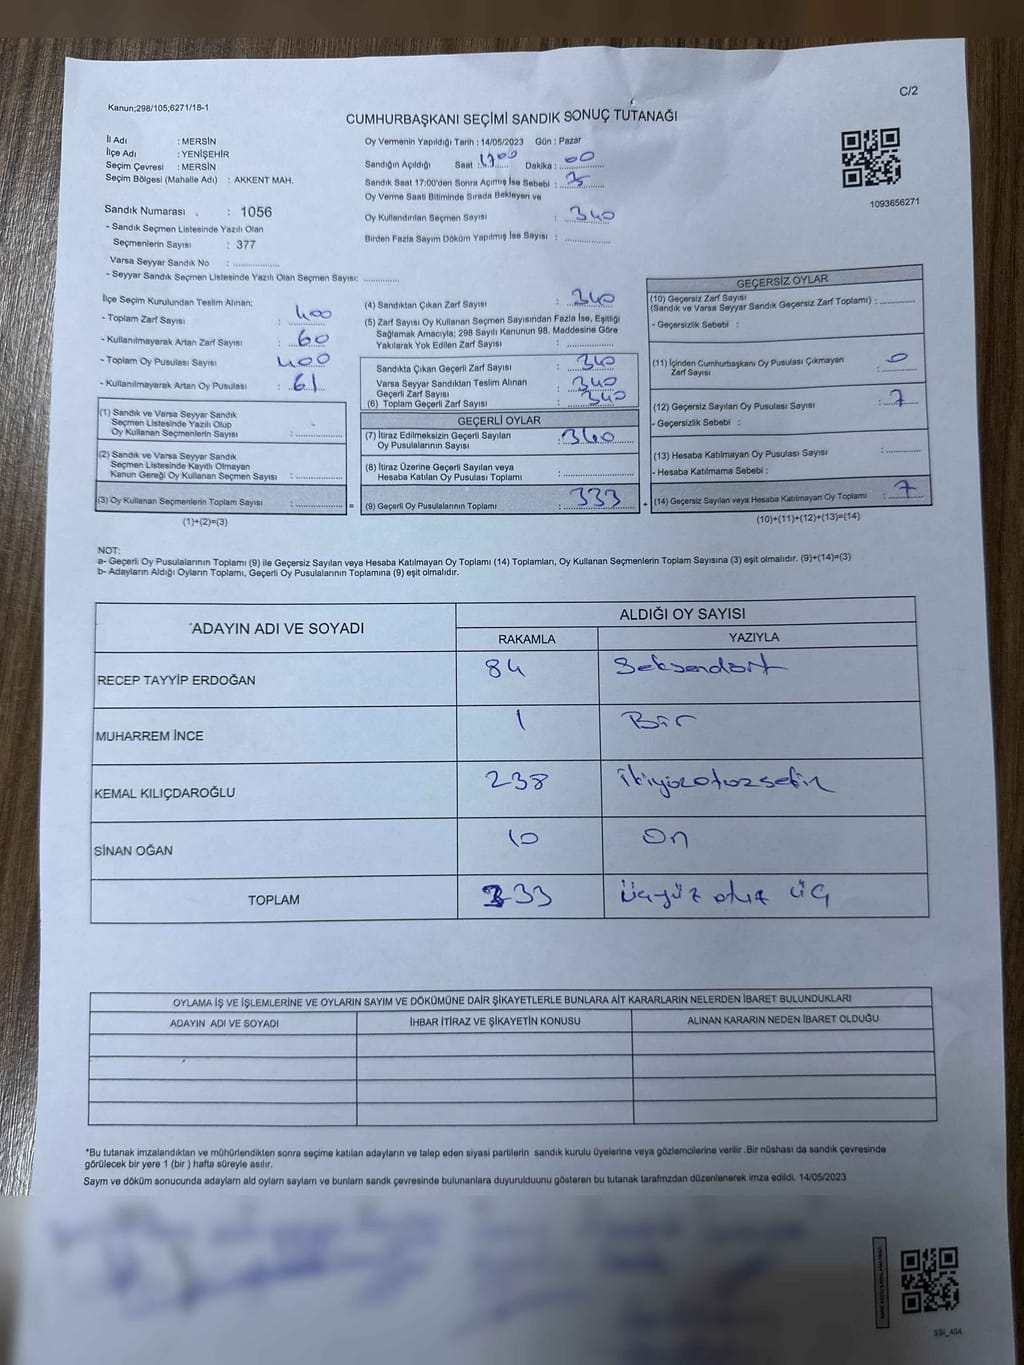 Kanun;298/105;6271/18-1
C/2
CUMHURBAŞKANI SEÇİMİ SANDIK SONUÇ TUTANAĞI
İl Adı : MERSİN
İlçe Adı : YENİŞEHİR
Seçim Çevresi : MERSİN
Seçim Bölgesi (Mahalle Adı) : AKKENT MAH.
Sandık Numarası : 1056
- Sandık Seçmen Listesinde Yazılı Olan
Seçmenlerin Sayısı : 377
Varsa Seyyar Sandık No : ..............
- Seyyar Sandık Seçmen Listesinde Yazılı Olan Seçmen Sayısı: ............
Oy Vermenin Yapıldığı Tarih : 14/05/2023 Gün : Pazar
Sandığın Açıldığı Saat : 1700 Dakika : 00
Sandık Saat 17:00'den Sonra Açımış İse Sebebi :
Oy Verme Saati Bitiminde Sırada Bekleyen ve
Oy Kullandırılan Seçmen Sayısı : 340
Birden Fazla Sayım Döküm Yapılmış İse Sayısı : ..............
1093656271
İlçe Seçim Kurulundan Teslim Alınan;
- Toplam Zarf Sayısı : 400
- Kullanılmayarak Artan Zarf Sayısı : 60
- Toplam Oy Pusulası Sayısı : 400
- Kullanılmayarak Artan Oy Pusulası : 61
(1) Sandık ve Varsa Seyyar Sandık
Seçmen Listesinde Yazılı Olup
Oy Kullanan Seçmenlerin Sayısı : ..............
(2) Sandık ve Varsa Seyyar Sandık
Seçmen Listesinde Kayıtlı Olmayan
Kanun Gereği Oy Kullanan Seçmen Sayısı : ..............
(3) Oy Kullanan Seçmenlerin Toplam Sayısı : ..............
(1)+(2)=(3)
(4) Sandıktan Çıkan Zarf Sayısı : 340
(5) Zarf Sayısı Oy Kullanan Seçmen Sayısından Fazla İse, Eşitliği
Sağlamak Amacıyla; 298 Sayılı Kanunun 98. Maddesine Göre
Yakılarak Yok Edilen Zarf Sayısı : ..............
Sandıkta Çıkan Geçerli Zarf Sayısı : 340
Varsa Seyyar Sandıktan Teslim Alınan
Geçerli Zarf Sayısı : 340
(6) Toplam Geçerli Zarf Sayısı : 340
GEÇERLİ OYLAR
(7) İtiraz Edilmeksizin Geçerli Sayılan
Oy Pusulalarının Sayısı : 340
(8) İtiraz Üzerine Geçerli Sayılan veya
Hesaba Katılan Oy Pusulası Toplamı : ..............
= (9) Geçerli Oy Pusulalarının Toplamı : 333 +
GEÇERSİZ OYLAR
(10) Geçersiz Zarf Sayısı
(Sandık ve Varsa Seyyar Sandık Geçersiz Zarf Toplamı) : ............
- Geçersizlik Sebebi :
(11) İçinden Cumhurbaşkanı Oy Pusulası Çıkmayan
Zarf Sayısı : 0
(12) Geçersiz Sayılan Oy Pusulası Sayısı : 7
- Geçersizlik Sebebi :
(13) Hesaba Katılmayan Oy Pusulası Sayısı : ............
- Hesaba Katılmama Sebebi :
(14) Geçersiz Sayılan veya Hesaba Katılmayan Oy Toplamı : 7
(10)+(11)+(12)+(13)=(14)
NOT:
a- Geçerli Oy Pusulalarının Toplamı (9) ile Geçersiz Sayılan veya Hesaba Katılmayan Oy Toplamı (14) Toplamları, Oy Kullanan Seçmenlerin Toplam Sayısına (3) eşit olmalıdır. (9)+(14)=(3)
b- Adayların Aldığı Oyların Toplamı, Geçerli Oy Pusulalarının Toplamına (9) eşit olmalıdır.
ADAYIN ADI VE SOYADI
ALDIĞI OY SAYISI
RAKAMLA YAZIYLA
RECEP TAYYİP ERDOĞAN 84 Seksendört
MUHARREM İNCE 1 Bir
KEMAL KILIÇDAROĞLU 238 ikiyüzotuzsekiz
SİNAN OĞAN 10 On
TOPLAM 333 Üçyüz otuz üç
OYLAMA İŞ VE İŞLEMLERİNE VE OYLARIN SAYIM VE DÖKÜMÜNE DAİR ŞİKAYETLERLE BUNLARA AİT KARARLARIN NELERDEN İBARET BULUNDUKLARI
ADAYIN ADI VE SOYADI İHBAR İTİRAZ VE ŞİKAYETİN KONUSU ALINAN KARARIN NEDEN İBARET OLDUĞU
*Bu tutanak imzalandıktan ve mühürlendikten sonra seçime katılan adayların ve talep eden siyasi partilerin sandık kurulu üyelerine veya gözlemcilerine verilir .Bir nüshası da sandık çevresinde
görülecek bir yere 1 (bir ) hafta süreyle asılır.
Sayım ve döküm sonucunda adayların ald oyların sayları ve bunların sandk çevresinde bulunanlara duyurulduunu gösteren bu tutanak tarafımzdan düzenlenerek imza edildi. 14/05/2023
SSI_404